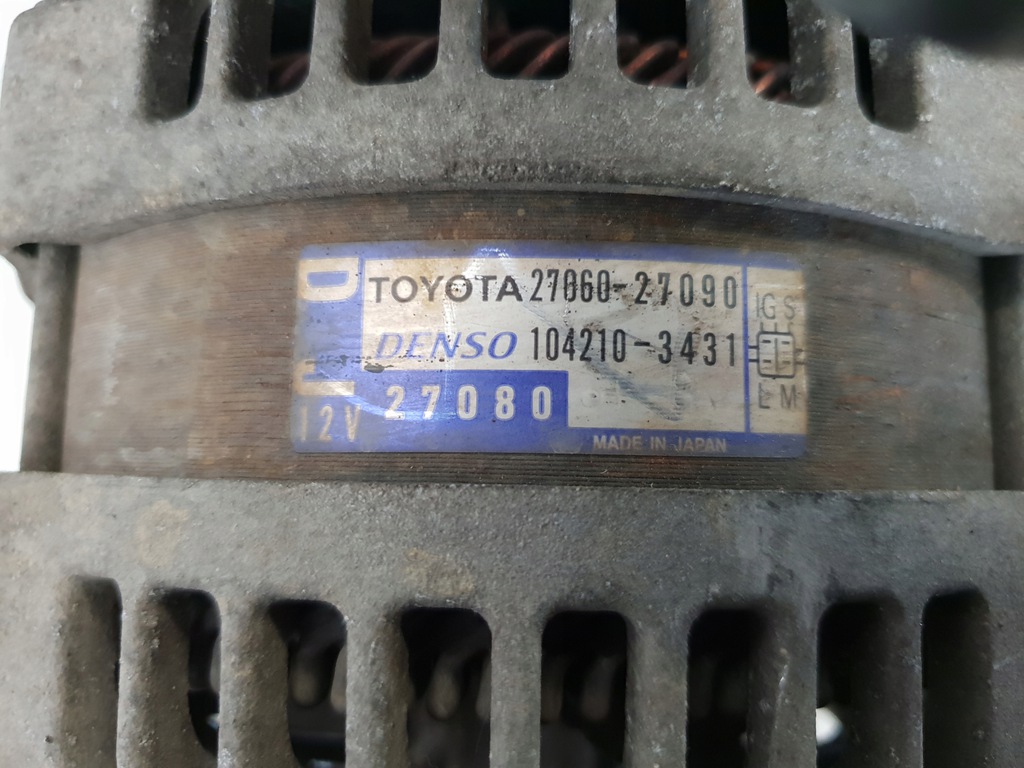 TOYOTA 27060-27090
DENSO 104210-3431
27080
12V
MADE IN JAPAN
IG S
L M